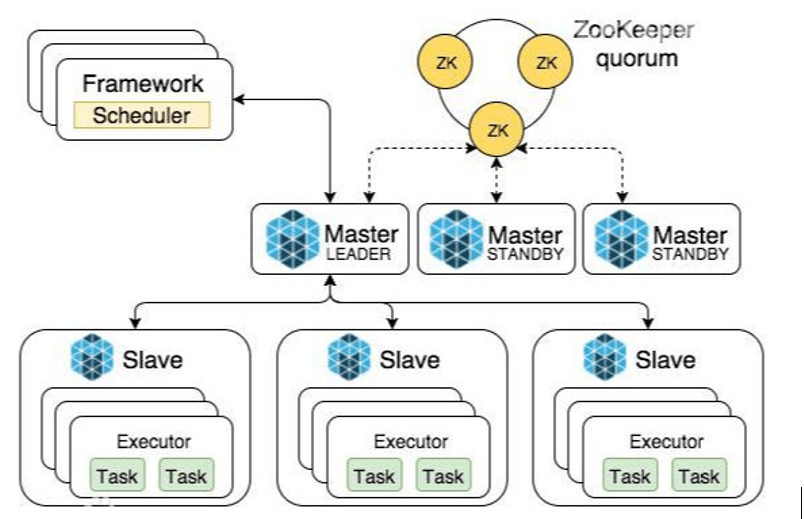 ZooKeeper
quorum
ZK
ZK
ZK
Framework
Scheduler
Master
LEADER
Master
STANDBY
Master
STANDBY
Slave
Slave
Slave
Executor
Task Task
Executor
Task Task
Executor
Task Task